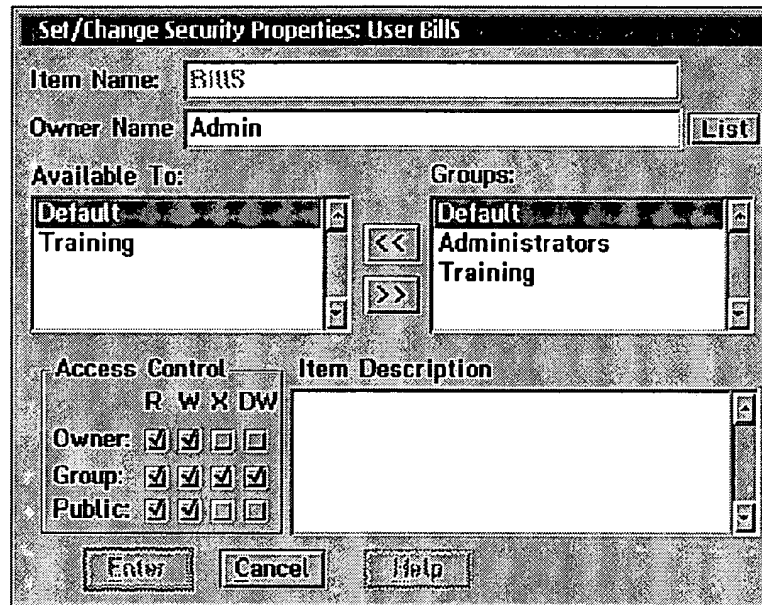 Set/Change Security Properties: User BillS
Item Name: BillS
Owner Name Admin List
Available To: Groups:
Default Default
Training << Administrators
>> Training
Access Control Item Description
R W X DW
Owner:
Group:
Public:
Enter Cancel Help